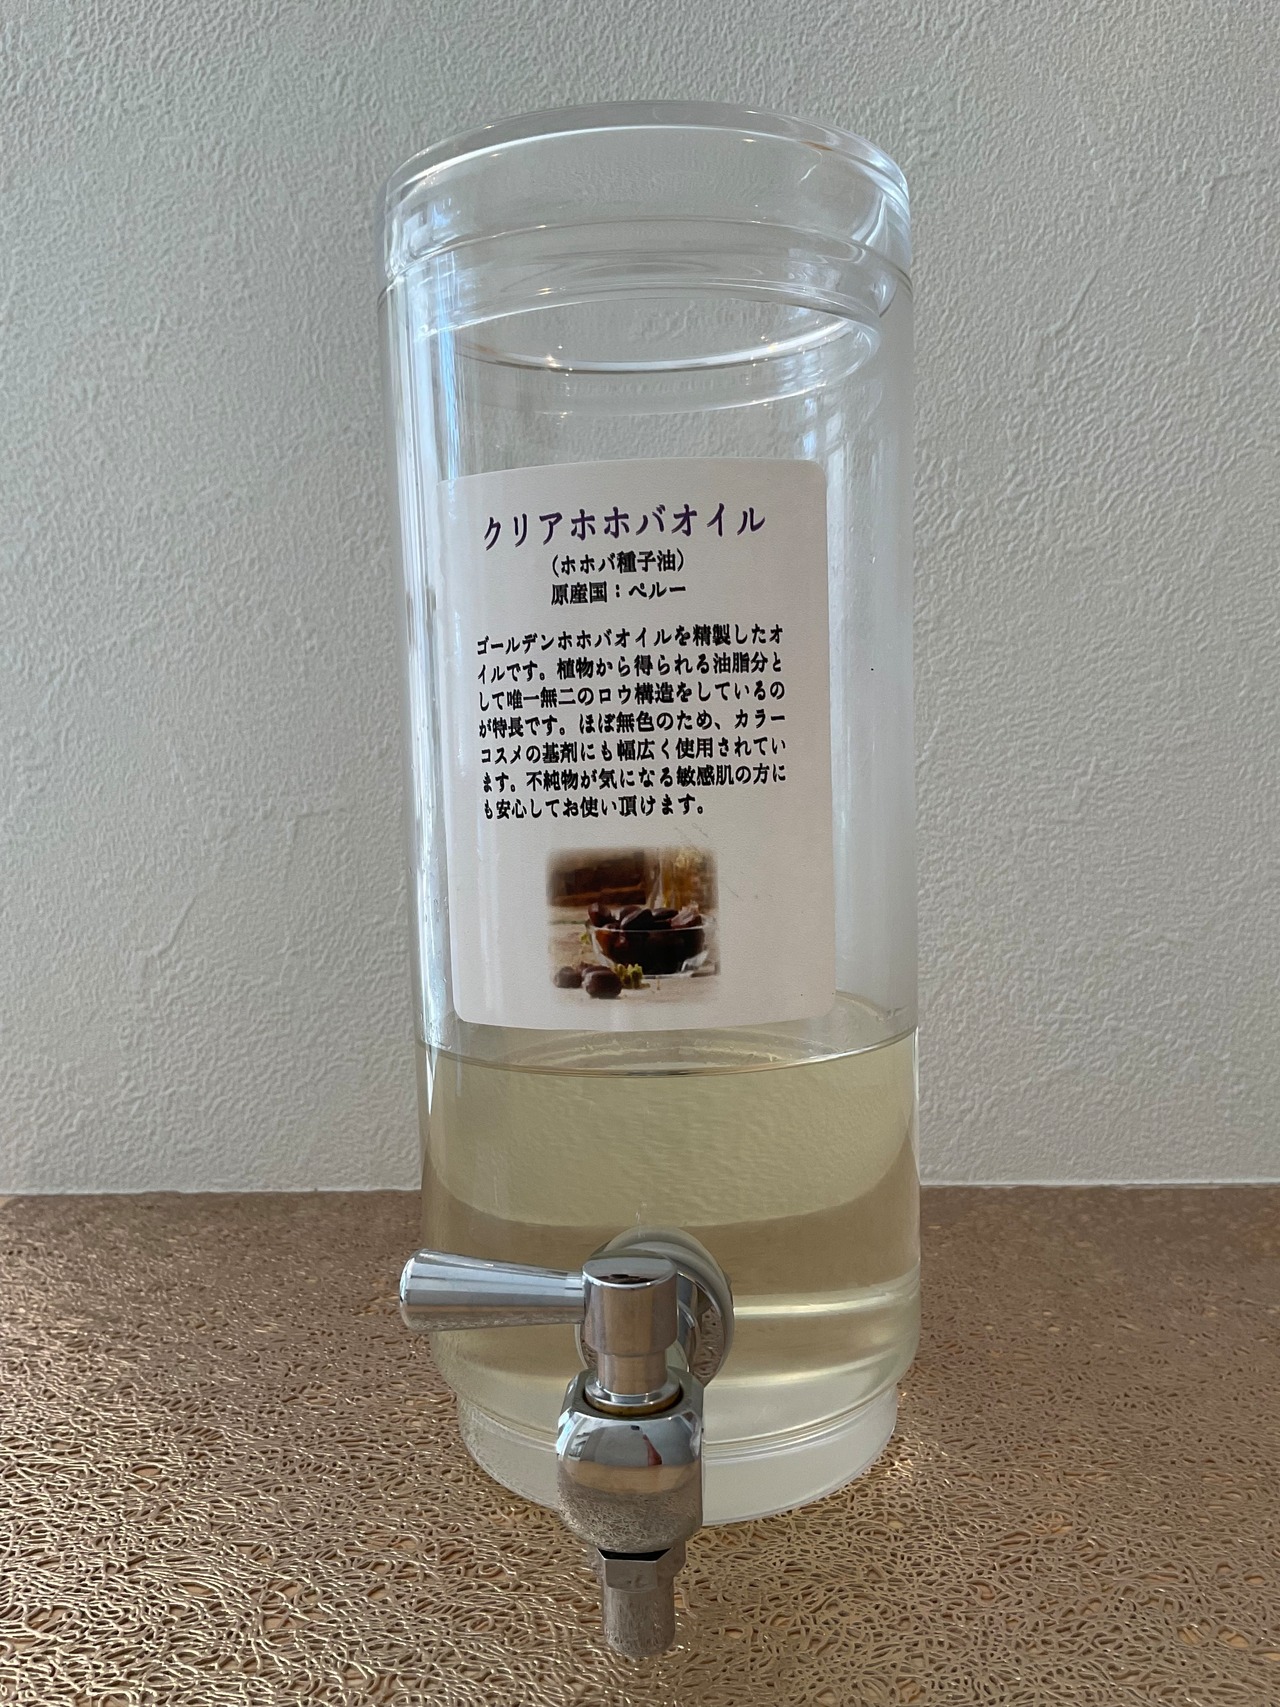 クリアホホバオイル
（ホホバ種子油）
原産国：ペルー
ゴールデンホホバオイルを精製したオ
イルです。植物から得られる油脂分と
して唯一無二のロウ構造をしているの
が特長です。ほぼ無色のため、カラー
コスメの基剤にも幅広く使用されてい
ます。不純物が気になる敏感肌の方に
も安心してお使い頂けます。